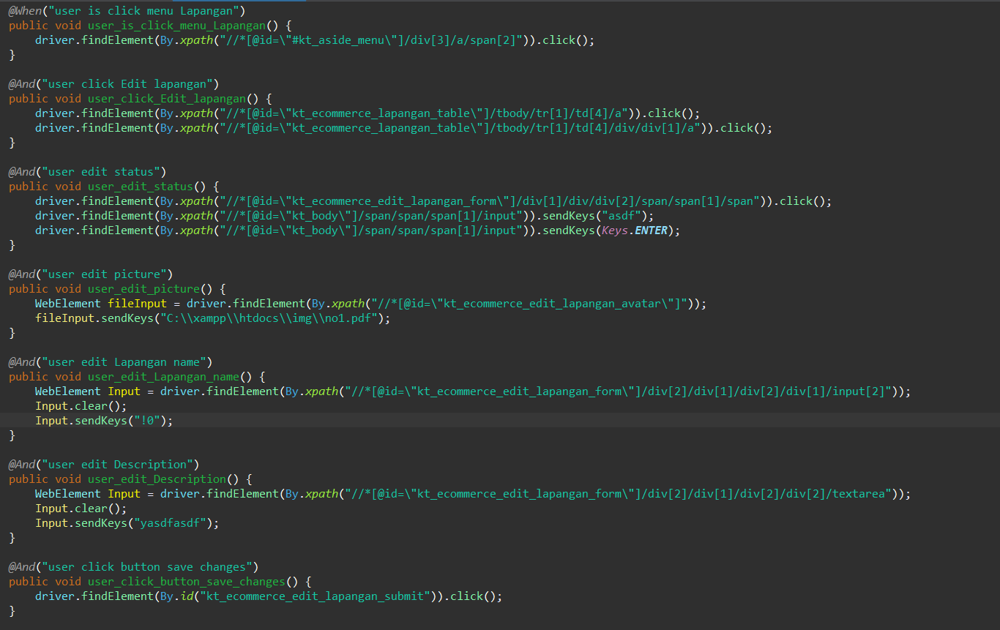 @When("user is click menu Lapangan")
public void user_is_click_menu_Lapangan() {
    driver.findElement(By.xpath("//*[@id=\"#kt_aside_menu\"]/div[3]/a/span[2]")).click();
}

@And("user click Edit lapangan")
public void user_click_Edit_lapangan() {
    driver.findElement(By.xpath("//*[@id=\"kt_ecommerce_lapangan_table\"]/tbody/tr[1]/td[4]/a")).click();
    driver.findElement(By.xpath("//*[@id=\"kt_ecommerce_lapangan_table\"]/tbody/tr[1]/td[4]/div/div[1]/a")).click();
}

@And("user edit status")
public void user_edit_status() {
    driver.findElement(By.xpath("//*[@id=\"kt_ecommerce_edit_lapangan_form\"]/div[1]/div/div[2]/span/span[1]/span")).click();
    driver.findElement(By.xpath("//*[@id=\"kt_body\"]/span/span/span[1]/input")).sendKeys("asdf");
    driver.findElement(By.xpath("//*[@id=\"kt_body\"]/span/span/span[1]/input")).sendKeys(Keys.ENTER);
}

@And("user edit picture")
public void user_edit_picture() {
    WebElement fileInput = driver.findElement(By.xpath("//*[@id=\"kt_ecommerce_edit_lapangan_avatar\"]"));
    fileInput.sendKeys("C:\\xampp\\htdocs\\img\\no1.pdf");
}

@And("user edit Lapangan name")
public void user_edit_Lapangan_name() {
    WebElement Input = driver.findElement(By.xpath("//*[@id=\"kt_ecommerce_edit_lapangan_form\"]/div[2]/div[1]/div[2]/div[1]/input[2]"));
    Input.clear();
    Input.sendKeys("!0");
}

@And("user edit Description")
public void user_edit_Description() {
    WebElement Input = driver.findElement(By.xpath("//*[@id=\"kt_ecommerce_edit_lapangan_form\"]/div[2]/div[1]/div[2]/div[2]/textarea"));
    Input.clear();
    Input.sendKeys("yasdfasdf");
}

@And("user click button save changes")
public void user_click_button_save_changes() {
    driver.findElement(By.id("kt_ecommerce_edit_lapangan_submit")).click();
}